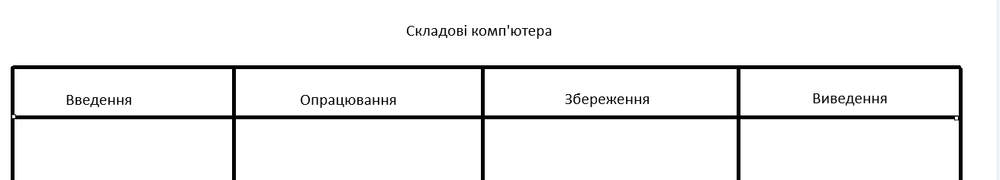 Складові комп'ютера
Введення Опрацювання Збереження Виведення